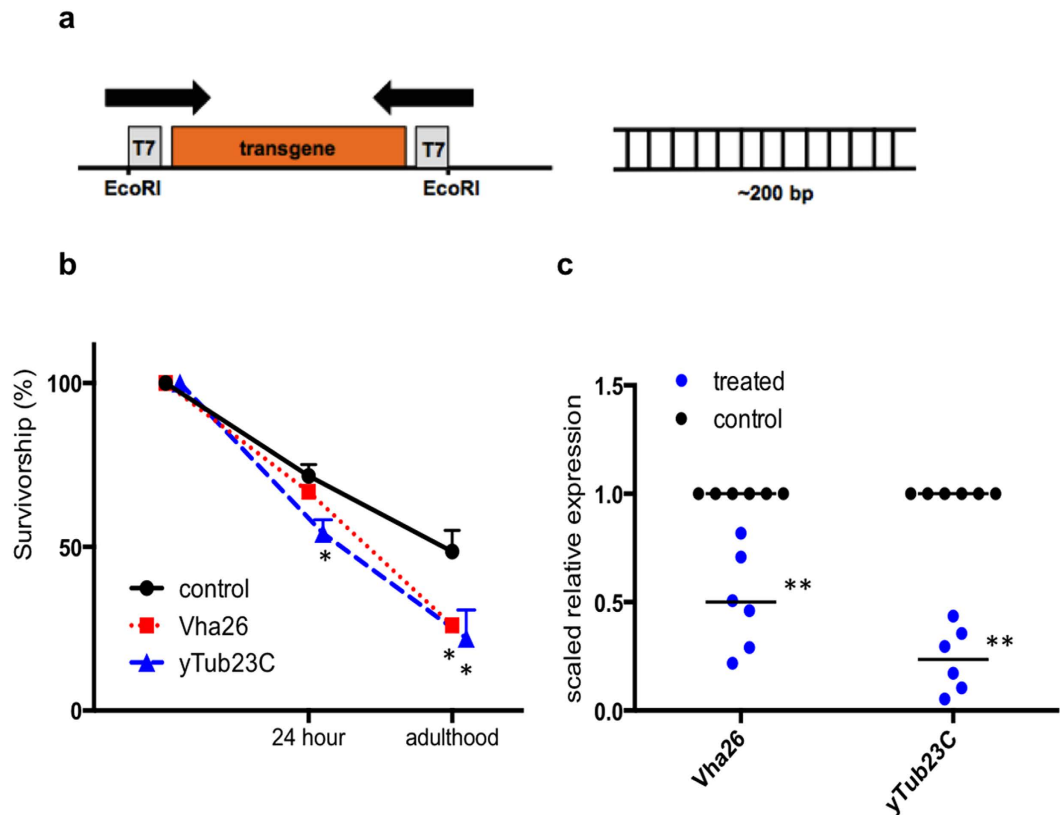 a
T7 transgene T7
EcoRI EcoRI
~200 bp
b
Survivorship (%)
100
50
0
control
Vha26
yTub23C
*
*
*
24 hour adulthood
c
scaled relative expression
1.5
1.0
0.5
0.0
treated
control
**
**
Vha26
yTub23C